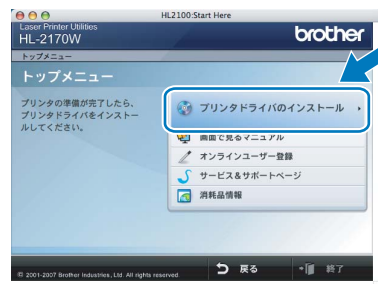 HL2100:Start Here
Laser Printer Utilities
HL-2170W
brother
トップメニュー
トップメニュー
プリンタの準備が完了したら、
プリンタドライバをインストー
ルしてください。
プリンタドライバのインストール
画面で見るマニュアル
オンラインユーザー登録
サービス&サポートページ
消耗品情報
© 2001-2007 Brother Industries, Ltd. All rights reserved.
戻る
終了